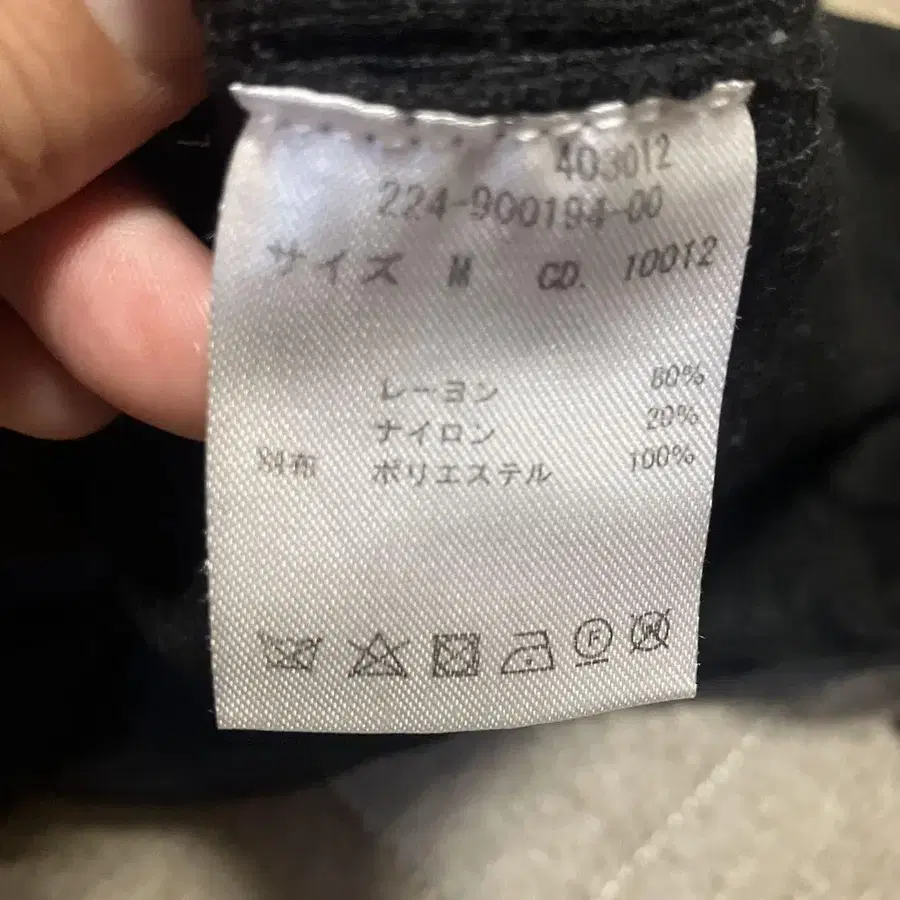 403012
224-900194-00
サイズ M CD. 10012
レーヨン 80%
ナイロン 20%
別布 ポリエステル 100%
F
W